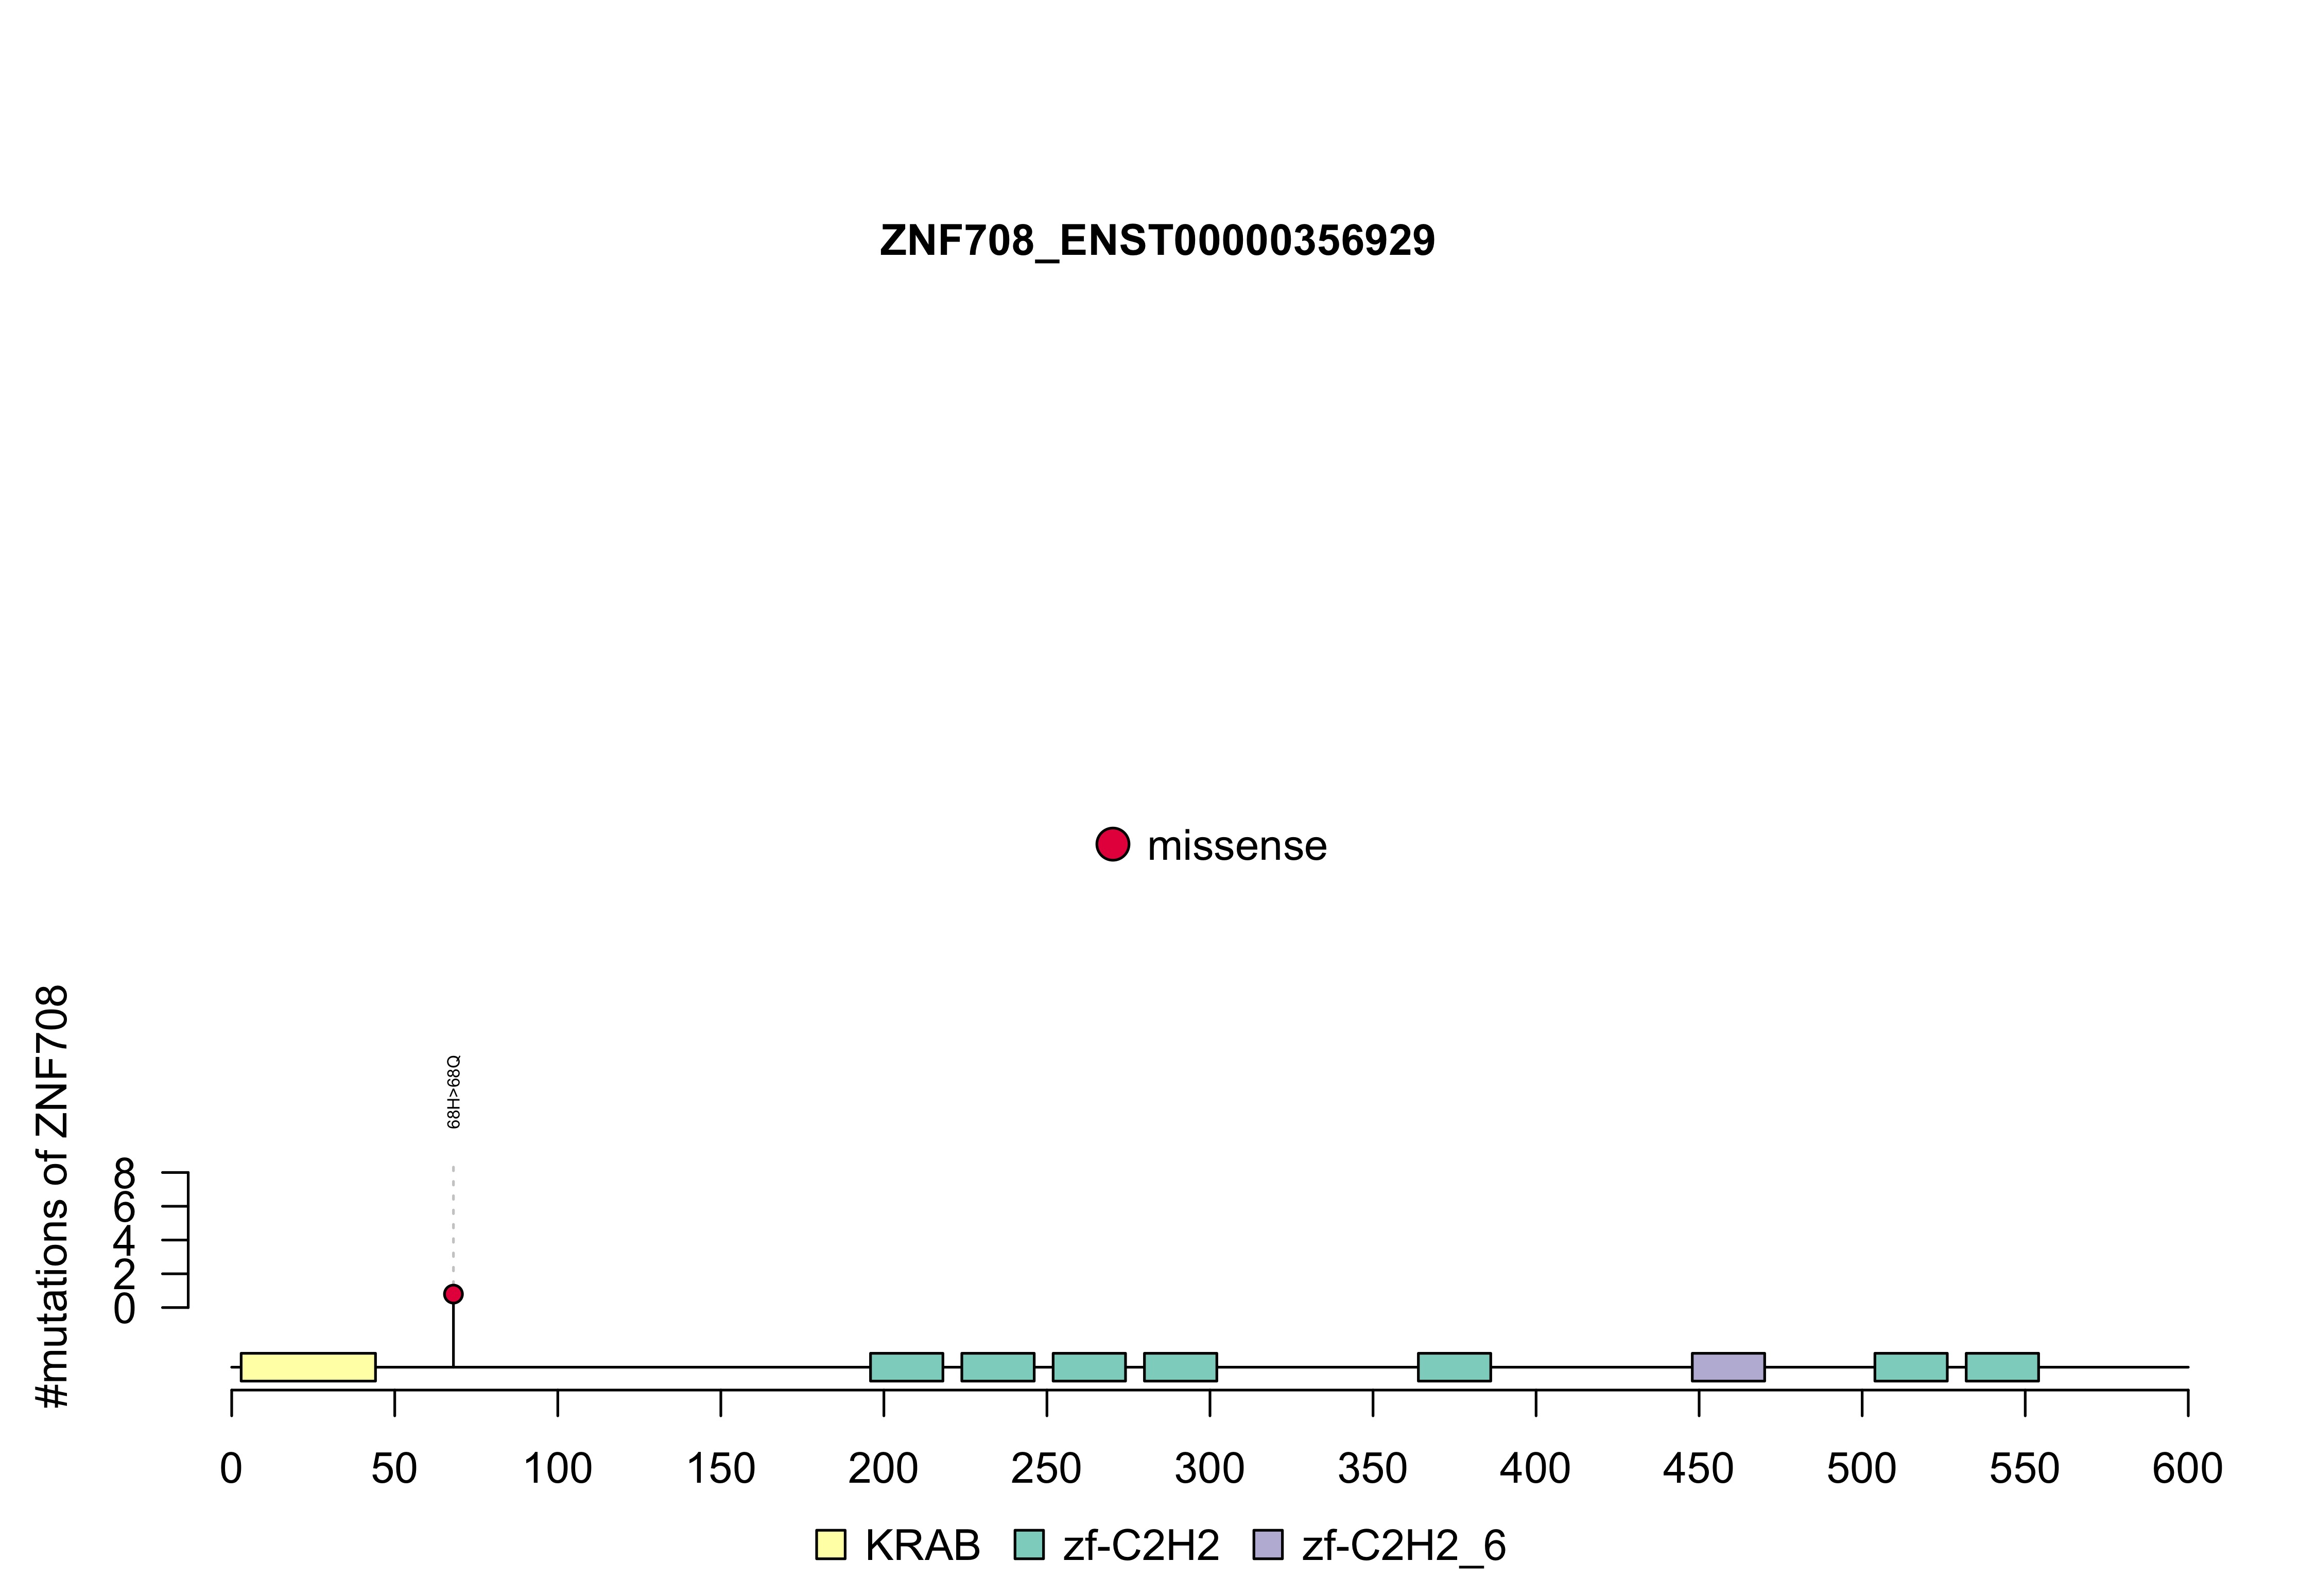 ZNF708_ENST00000356929
missense
#mutations of ZNF708
68H>68Q
8
6
4
2
0
0 50 100 150 200 250 300 350 400 450 500 550 600
KRAB zf-C2H2 zf-C2H2_6